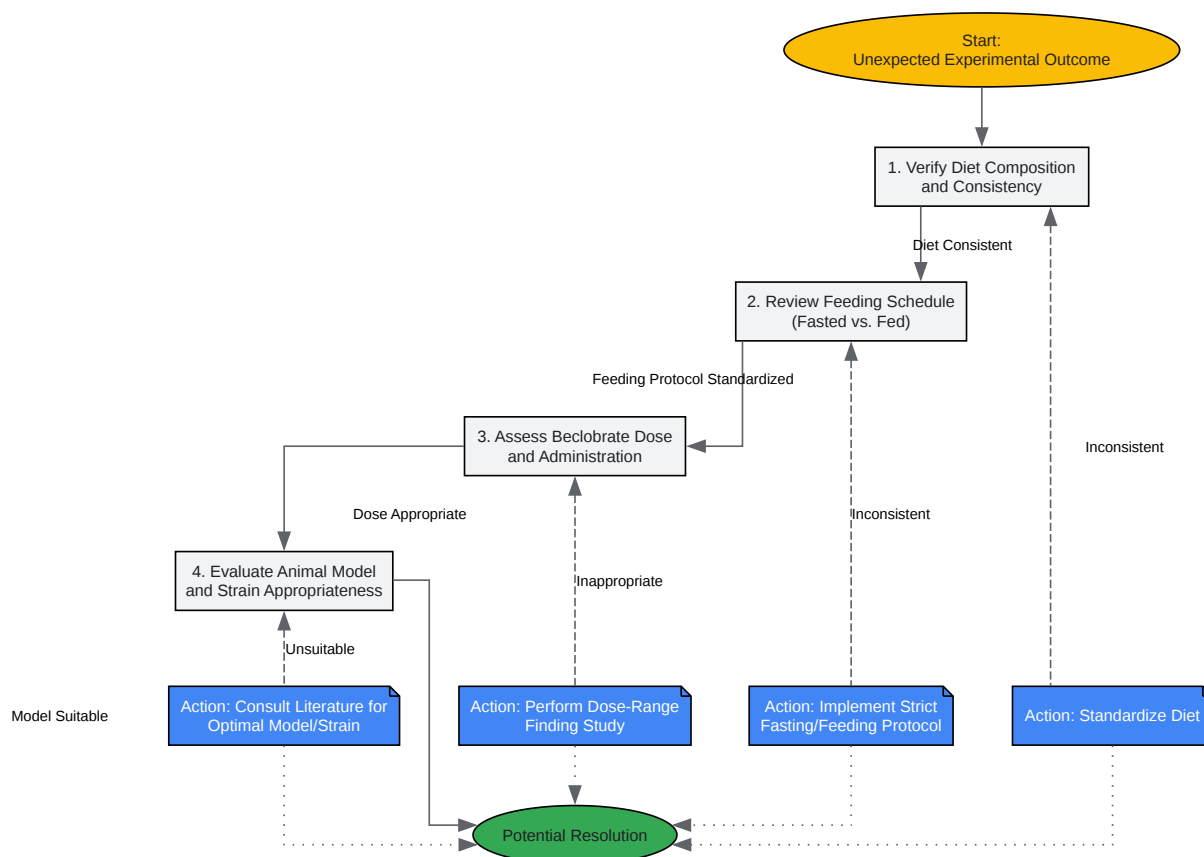 Start:
Unexpected Experimental Outcome
1. Verify Diet Composition
and Consistency
Diet Consistent
2. Review Feeding Schedule
(Fasted vs. Fed)
Feeding Protocol Standardized
3. Assess Beclobrate Dose
and Administration
Inconsistent
Dose Appropriate
Inconsistent
4. Evaluate Animal Model
and Strain Appropriateness
Inappropriate
Unsuitable
Model Suitable
Action: Consult Literature for
Optimal Model/Strain
Action: Perform Dose-Range
Finding Study
Action: Implement Strict
Fasting/Feeding Protocol
Action: Standardize Diet
Potential Resolution